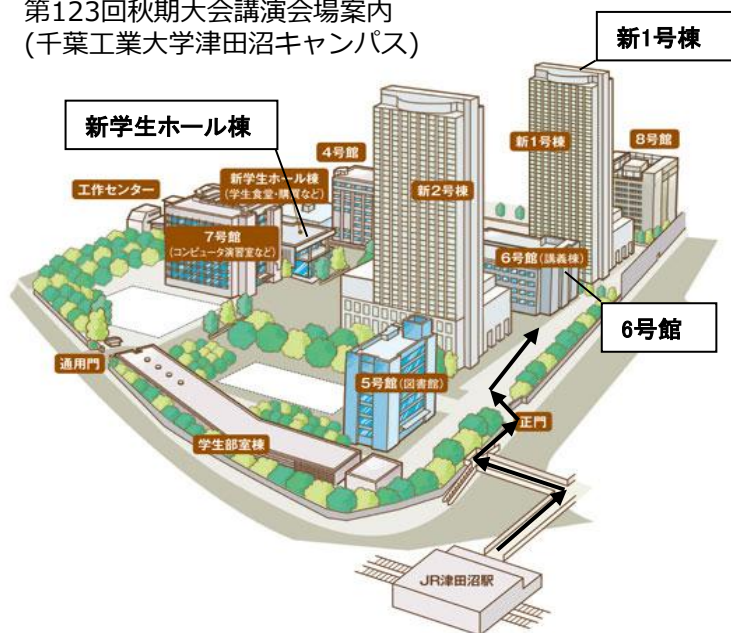 第123回秋期大会講演会場案内
(千葉工業大学津田沼キャンパス)
新1号棟
新学生ホール棟
4号館
新1号棟
8号館
工作センター
新学生ホール棟
(学生食堂・購買など)
新2号棟
7号館
(コンピュータ演習室など)
6号館(講義棟)
6号館
通用門
5号館(図書館)
学生部室棟
正門
JR津田沼駅